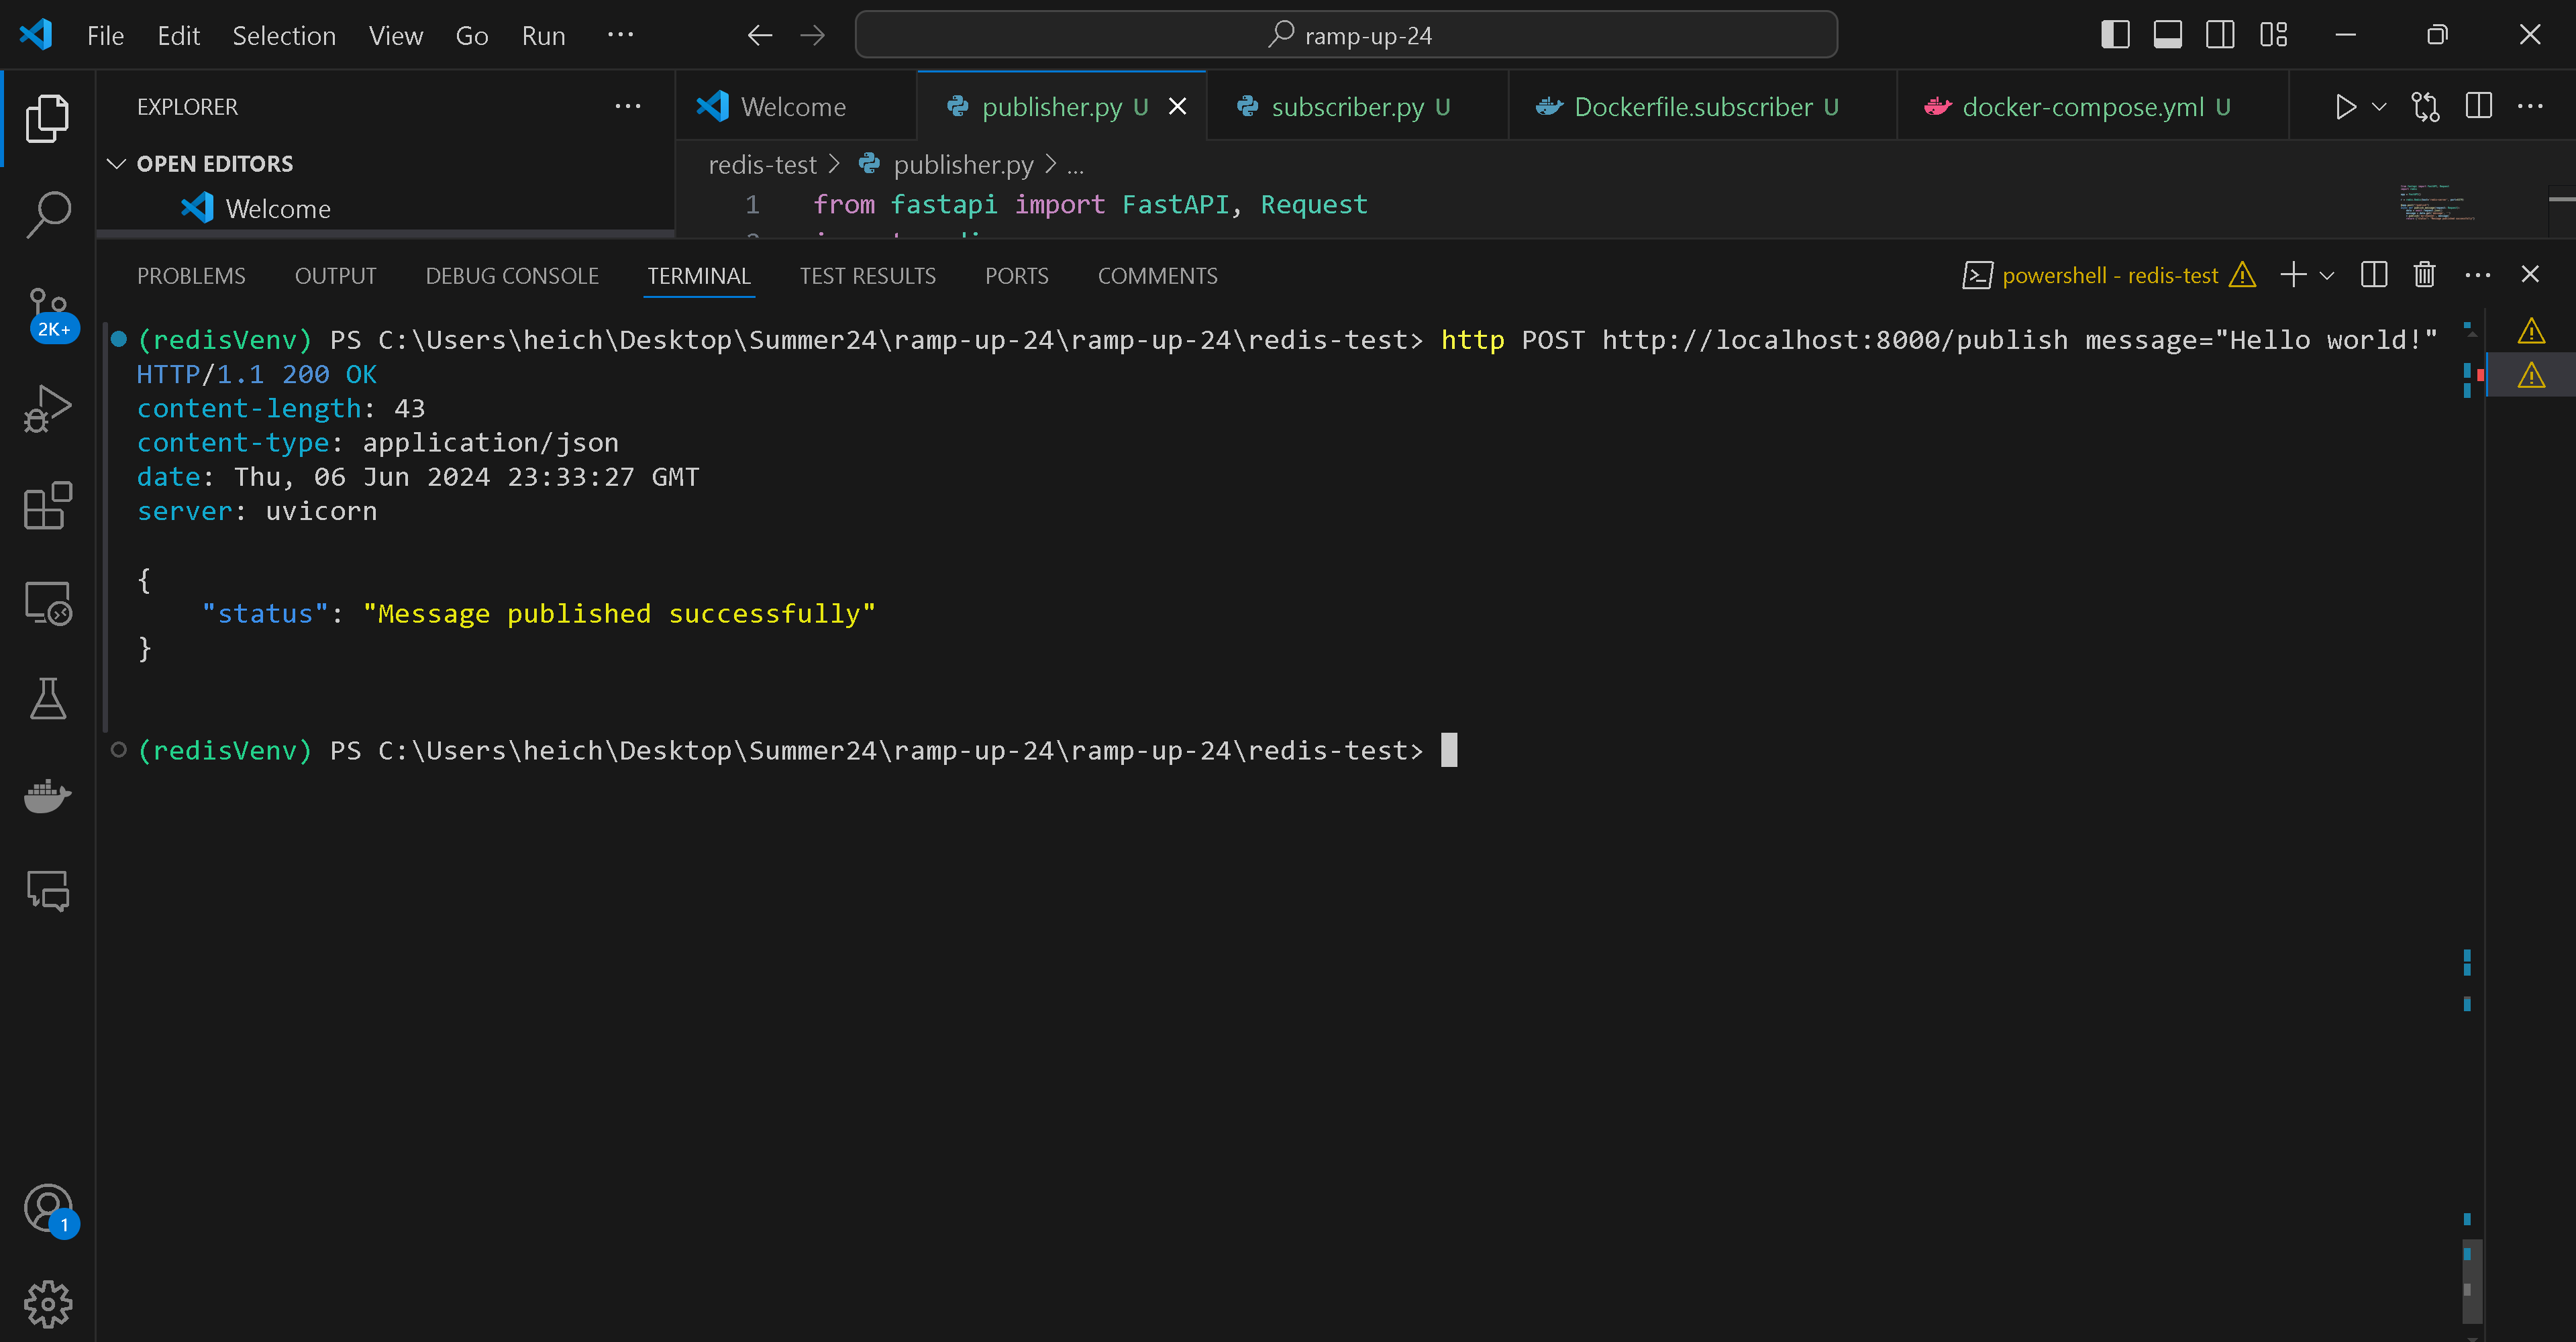 File Edit Selection View Go Run ··· ramp-up-24
EXPLORER ···
Welcome publisher.py U subscriber.py U Dockerfile.subscriber U docker-compose.yml U ···
OPEN EDITORS
Welcome
redis-test > publisher.py > ...
1 from fastapi import FastAPI, Request
PROBLEMS OUTPUT DEBUG CONSOLE TERMINAL TEST RESULTS PORTS COMMENTS powershell - redis-test ···
2K+
(redisVenv) PS C:\Users\heich\Desktop\Summer24\ramp-up-24\ramp-up-24\redis-test> http POST http://localhost:8000/publish message="Hello world!"
HTTP/1.1 200 OK
content-length: 43
content-type: application/json
date: Thu, 06 Jun 2024 23:33:27 GMT
server: uvicorn
{
    "status": "Message published successfully"
}
(redisVenv) PS C:\Users\heich\Desktop\Summer24\ramp-up-24\ramp-up-24\redis-test>
1